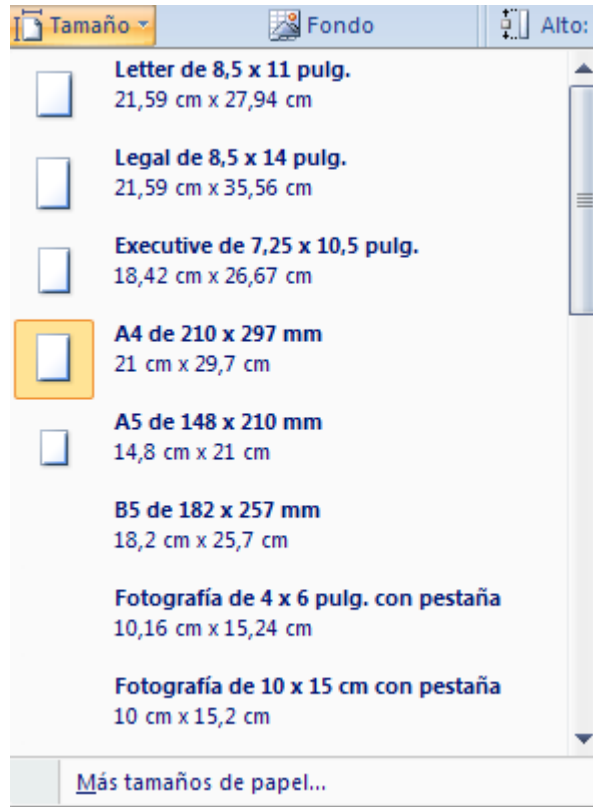 Tamaño Fondo Alto:
Letter de 8,5 x 11 pulg.
21,59 cm x 27,94 cm
Legal de 8,5 x 14 pulg.
21,59 cm x 35,56 cm
Executive de 7,25 x 10,5 pulg.
18,42 cm x 26,67 cm
A4 de 210 x 297 mm
21 cm x 29,7 cm
A5 de 148 x 210 mm
14,8 cm x 21 cm
B5 de 182 x 257 mm
18,2 cm x 25,7 cm
Fotografía de 4 x 6 pulg. con pestaña
10,16 cm x 15,24 cm
Fotografía de 10 x 15 cm con pestaña
10 cm x 15,2 cm
Más tamaños de papel...